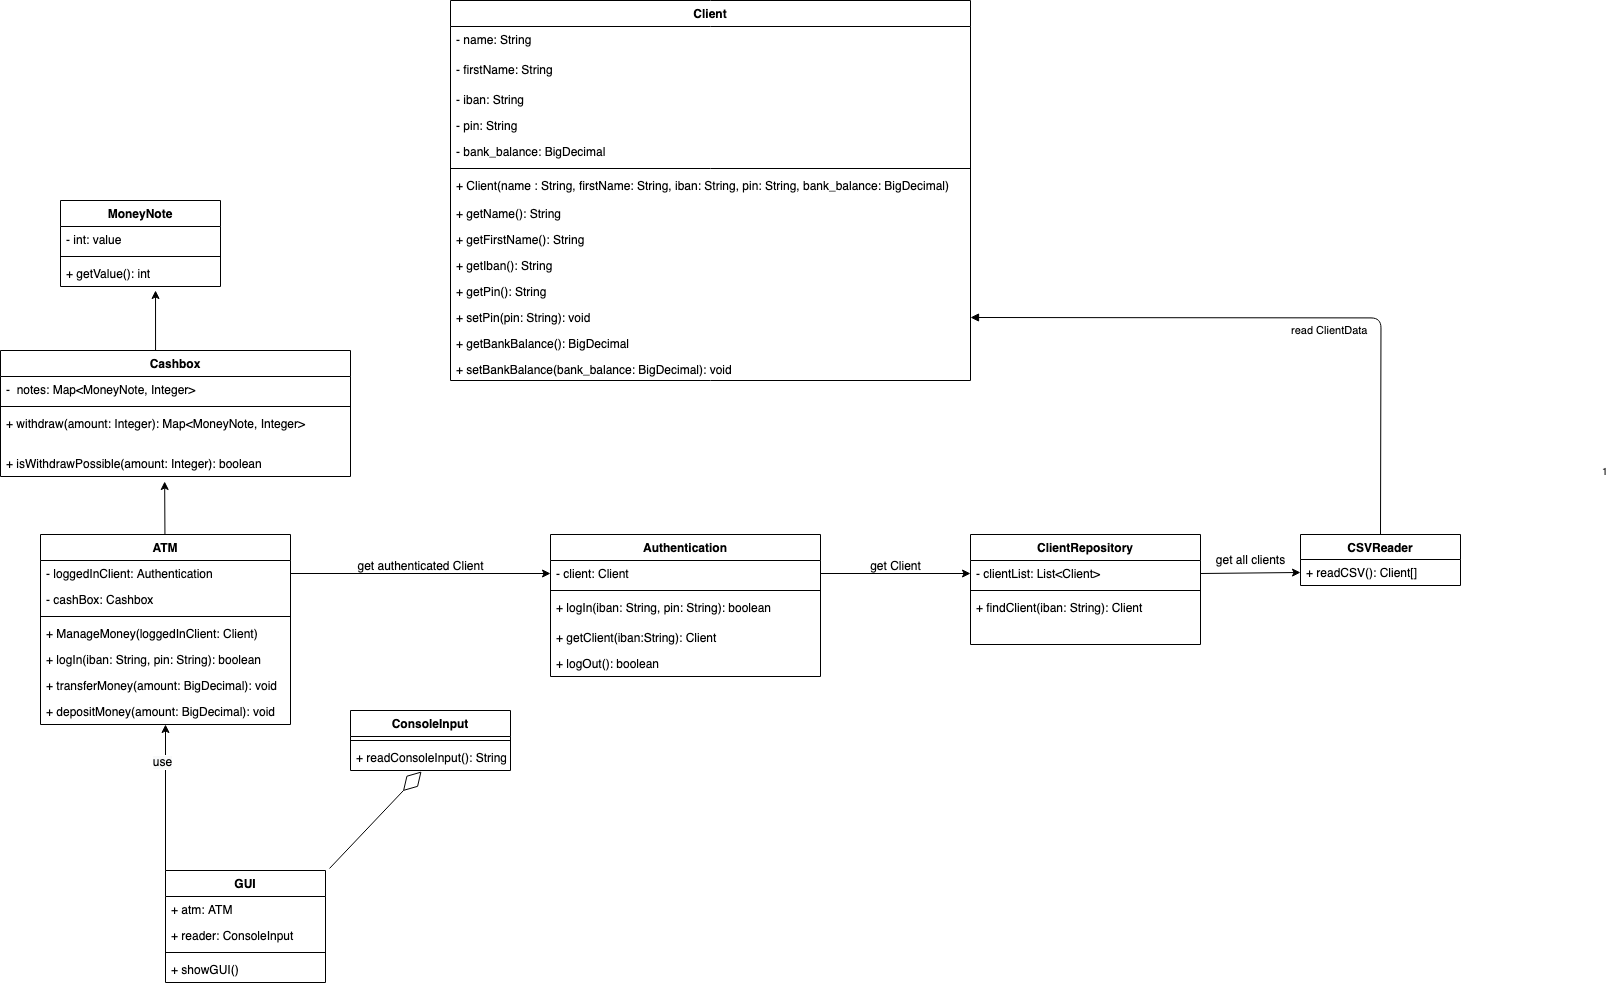 Client
- name: String
- firstName: String
- iban: String
- pin: String
- bank_balance: BigDecimal
+ Client(name : String, firstName: String, iban: String, pin: String, bank_balance: BigDecimal)
+ getName(): String
+ getFirstName(): String
+ getIban(): String
+ getPin(): String
+ setPin(pin: String): void
+ getBankBalance(): BigDecimal
+ setBankBalance(bank_balance: BigDecimal): void
MoneyNote
- int: value
+ getValue(): int
read ClientData
Cashbox
- notes: Map<MoneyNote, Integer>
+ withdraw(amount: Integer): Map<MoneyNote, Integer>
+ isWithdrawPossible(amount: Integer): boolean
1
ATM
- loggedInClient: Authentication
- cashBox: Cashbox
+ ManageMoney(loggedInClient: Client)
+ logIn(iban: String, pin: String): boolean
+ transferMoney(amount: BigDecimal): void
+ depositMoney(amount: BigDecimal): void
get authenticated Client
Authentication
- client: Client
+ logIn(iban: String, pin: String): boolean
+ getClient(iban:String): Client
+ logOut(): boolean
get Client
ClientRepository
- clientList: List<Client>
+ findClient(iban: String): Client
get all clients
CSVReader
+ readCSV(): Client[]
use
ConsoleInput
+ readConsoleInput(): String
GUI
+ atm: ATM
+ reader: ConsoleInput
+ showGUI()